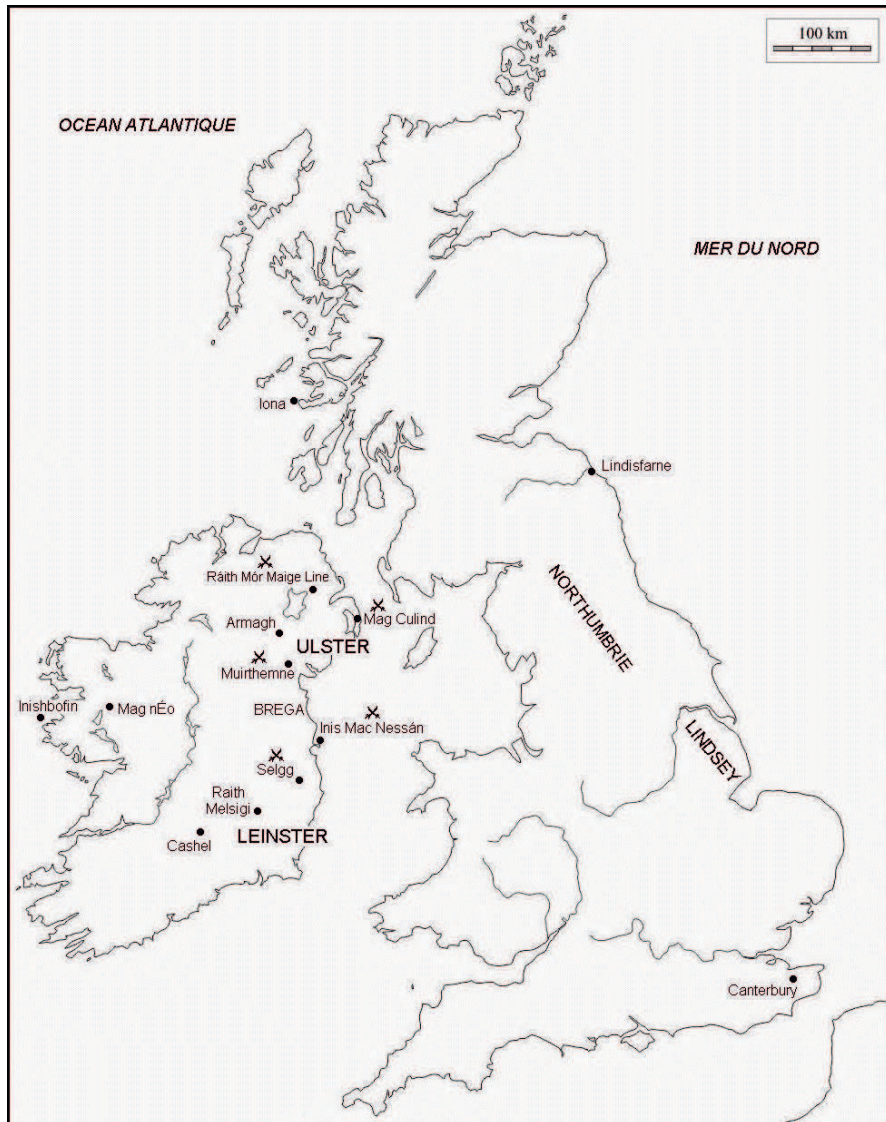 100 km
OCEAN ATLANTIQUE
MER DU NORD
Iona
Lindisfarne
Ráith Mór Maige Line
NORTHUMBRIE
Armagh
Mag Culind
ULSTER
Muirthemne
Inishbofin
Mag nÉo
BREGA
Inis Mac Nessán
LINDSEY
Selgg
Raith
Melsigi
LEINSTER
Cashel
Canterbury